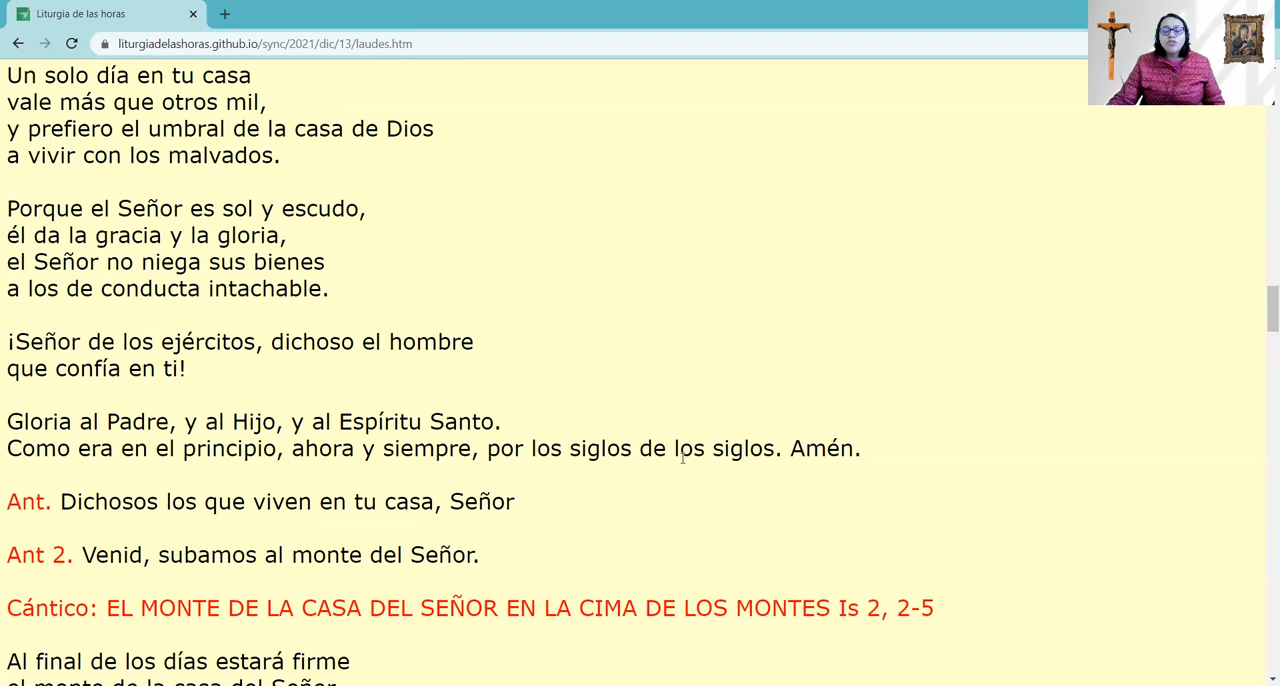 Liturgia de las horas
liturgiadelashoras.github.io/sync/2021/dic/13/laudes.htm
Un solo día en tu casa
vale más que otros mil,
y prefiero el umbral de la casa de Dios
a vivir con los malvados.
Porque el Señor es sol y escudo,
él da la gracia y la gloria,
el Señor no niega sus bienes
a los de conducta intachable.
¡Señor de los ejércitos, dichoso el hombre
que confía en ti!
Gloria al Padre, y al Hijo, y al Espíritu Santo.
Como era en el principio, ahora y siempre, por los siglos de los siglos. Amén.
Ant. Dichosos los que viven en tu casa, Señor
Ant 2. Venid, subamos al monte del Señor.
Cántico: EL MONTE DE LA CASA DEL SEÑOR EN LA CIMA DE LOS MONTES Is 2, 2-5
Al final de los días estará firme
el monte de la casa del Señor